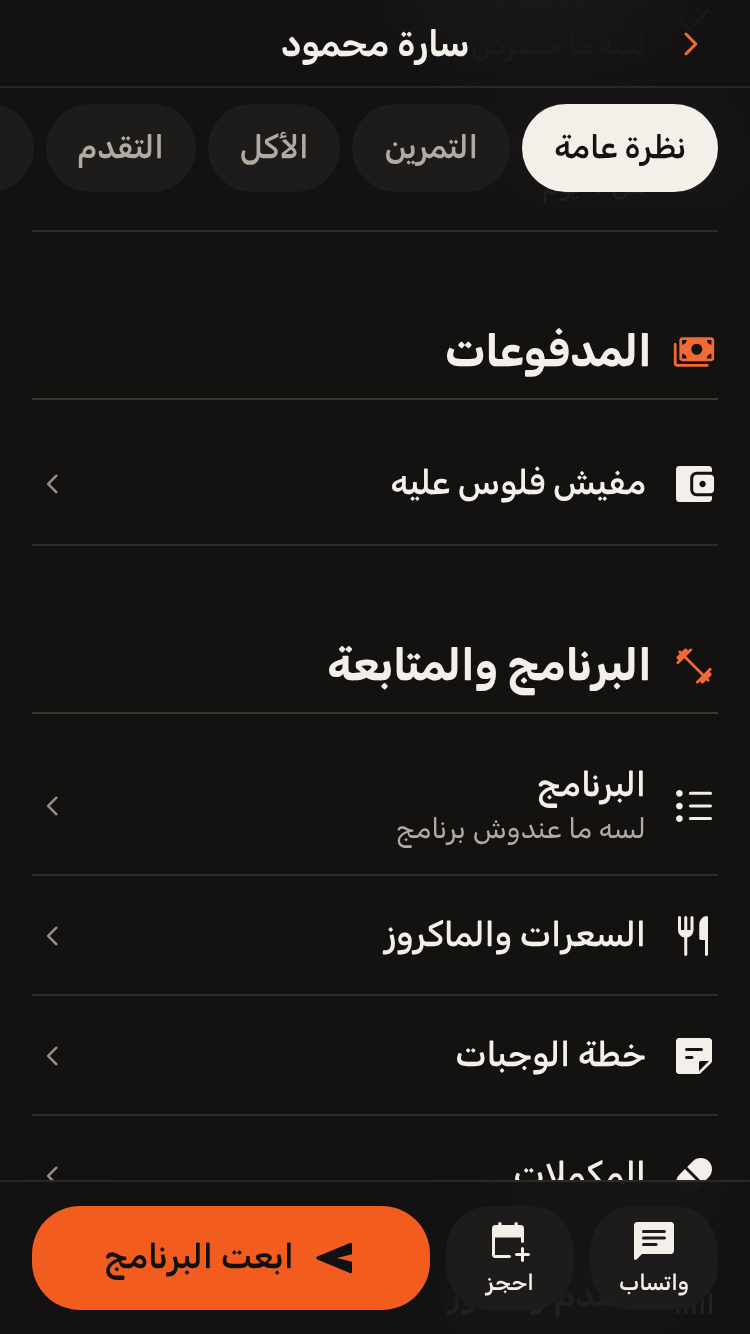 سارة محمود
نظرة عامة
التمرين
الأكل
التقدم
المدفوعات
مفيش فلوس عليه
البرنامج والمتابعة
البرنامج
لسه ما عندوش برنامج
السعرات والماكروز
خطة الوجبات
المكملات
واتساب
احجز
ابعت البرنامج